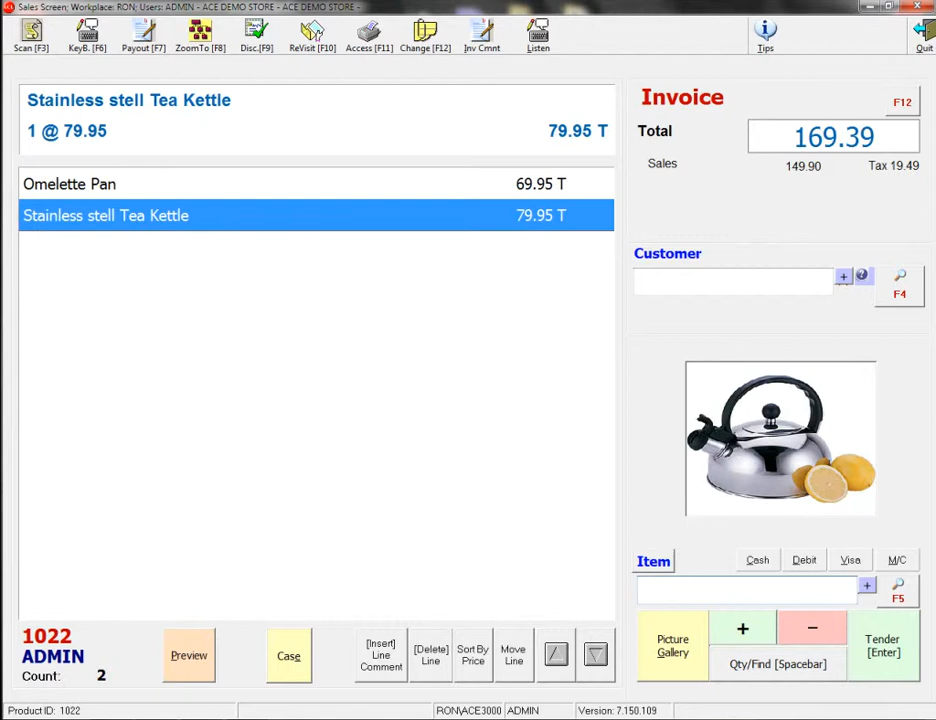 Sales Screen; Workplace: RON; Users: ADMIN - ACE DEMO STORE - ACE DEMO STORE -
Scan [F3] KeyB. [F6] Payout [F7] ZoomTo [F8] Disc.[F9] ReVisit [F10] Access [F11] Change [F12] Inv Cmnt Listen Tips Quit
Stainless stell Tea Kettle
1 @ 79.95 79.95 T
Omelette Pan 69.95 T
Stainless stell Tea Kettle 79.95 T
Invoice F12
Total 169.39
Sales 149.90 Tax 19.49
Customer
+ ? F4
Item Cash Debit Visa M/C
+ F5
Picture Gallery + − Tender [Enter]
Qty/Find [Spacebar]
1022
ADMIN
Count: 2
Preview Case [Insert] Line Comment [Delete] Line Sort By Price Move Line
Product ID: 1022 RON\ACE3000 ADMIN Version: 7.150.109